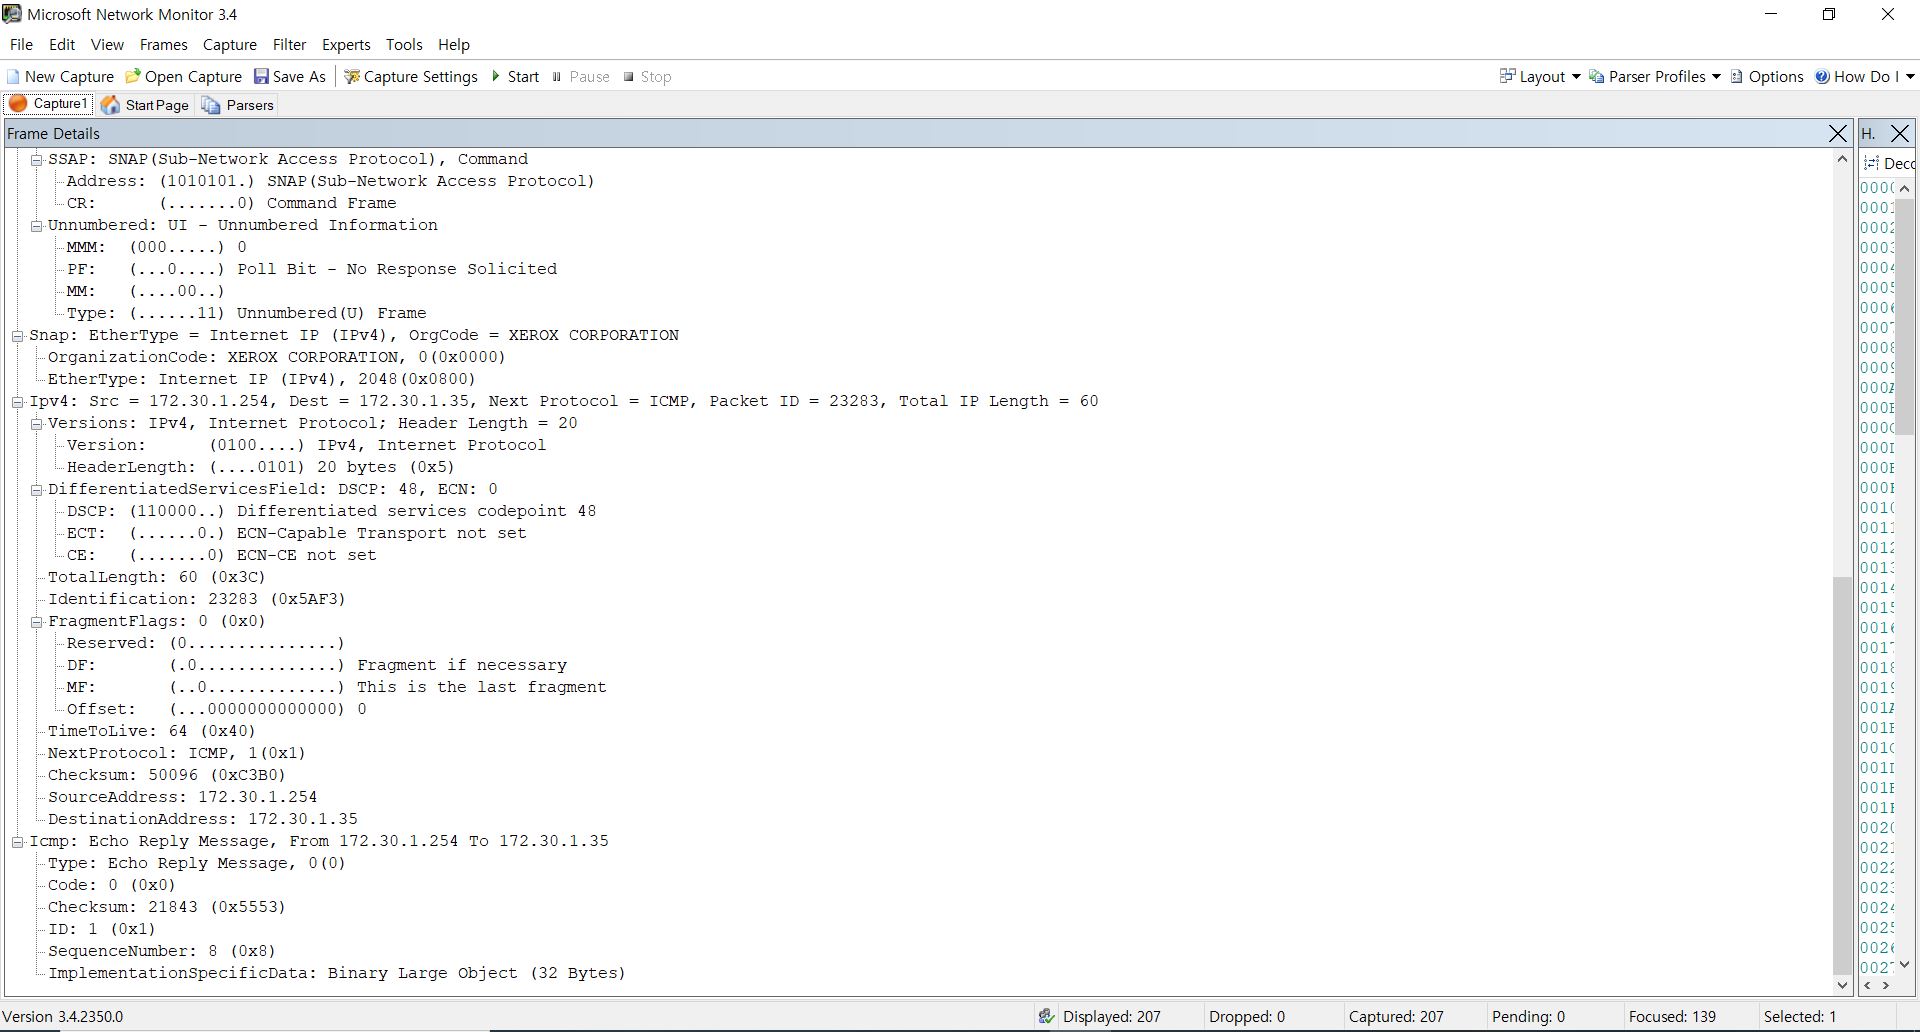 Microsoft Network Monitor 3.4
File Edit View Frames Capture Filter Experts Tools Help
New Capture Open Capture Save As Capture Settings Start Pause Stop Layout Parser Profiles Options How Do I
Capture1 Start Page Parsers
Frame Details H.
SSAP: SNAP(Sub-Network Access Protocol), Command
Address: (1010101.) SNAP(Sub-Network Access Protocol)
CR: (.......0) Command Frame
Unnumbered: UI - Unnumbered Information
MMM: (000.....) 0
PF: (...0....) Poll Bit - No Response Solicited
MM: (....00..)
Type: (......11) Unnumbered(U) Frame
Snap: EtherType = Internet IP (IPv4), OrgCode = XEROX CORPORATION
OrganizationCode: XEROX CORPORATION, 0(0x0000)
EtherType: Internet IP (IPv4), 2048(0x0800)
Ipv4: Src = 172.30.1.254, Dest = 172.30.1.35, Next Protocol = ICMP, Packet ID = 23283, Total IP Length = 60
Versions: IPv4, Internet Protocol; Header Length = 20
Version: (0100....) IPv4, Internet Protocol
HeaderLength: (....0101) 20 bytes (0x5)
DifferentiatedServicesField: DSCP: 48, ECN: 0
DSCP: (110000..) Differentiated services codepoint 48
ECT: (......0.) ECN-Capable Transport not set
CE: (.......0) ECN-CE not set
TotalLength: 60 (0x3C)
Identification: 23283 (0x5AF3)
FragmentFlags: 0 (0x0)
Reserved: (0...............)
DF: (.0..............) Fragment if necessary
MF: (..0.............) This is the last fragment
Offset: (...0000000000000) 0
TimeToLive: 64 (0x40)
NextProtocol: ICMP, 1(0x1)
Checksum: 50096 (0xC3B0)
SourceAddress: 172.30.1.254
DestinationAddress: 172.30.1.35
Icmp: Echo Reply Message, From 172.30.1.254 To 172.30.1.35
Type: Echo Reply Message, 0(0)
Code: 0 (0x0)
Checksum: 21843 (0x5553)
ID: 1 (0x1)
SequenceNumber: 8 (0x8)
ImplementationSpecificData: Binary Large Object (32 Bytes)
Version 3.4.2350.0 Displayed: 207 Dropped: 0 Captured: 207 Pending: 0 Focused: 139 Selected: 1